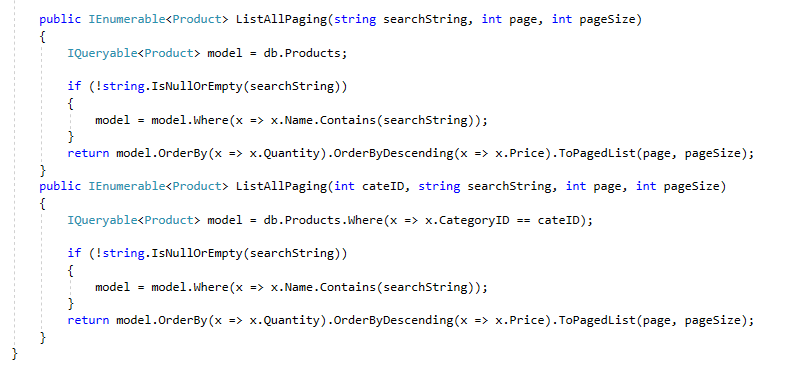 public IEnumerable<Product> ListAllPaging(string searchString, int page, int pageSize)
{
IQueryable<Product> model = db.Products;
if (!string.IsNullOrEmpty(searchString))
{
model = model.Where(x => x.Name.Contains(searchString));
}
return model.OrderBy(x => x.Quantity).OrderByDescending(x => x.Price).ToPagedList(page, pageSize);
}
public IEnumerable<Product> ListAllPaging(int cateID, string searchString, int page, int pageSize)
{
IQueryable<Product> model = db.Products.Where(x => x.CategoryID == cateID);
if (!string.IsNullOrEmpty(searchString))
{
model = model.Where(x => x.Name.Contains(searchString));
}
return model.OrderBy(x => x.Quantity).OrderByDescending(x => x.Price).ToPagedList(page, pageSize);
}
}